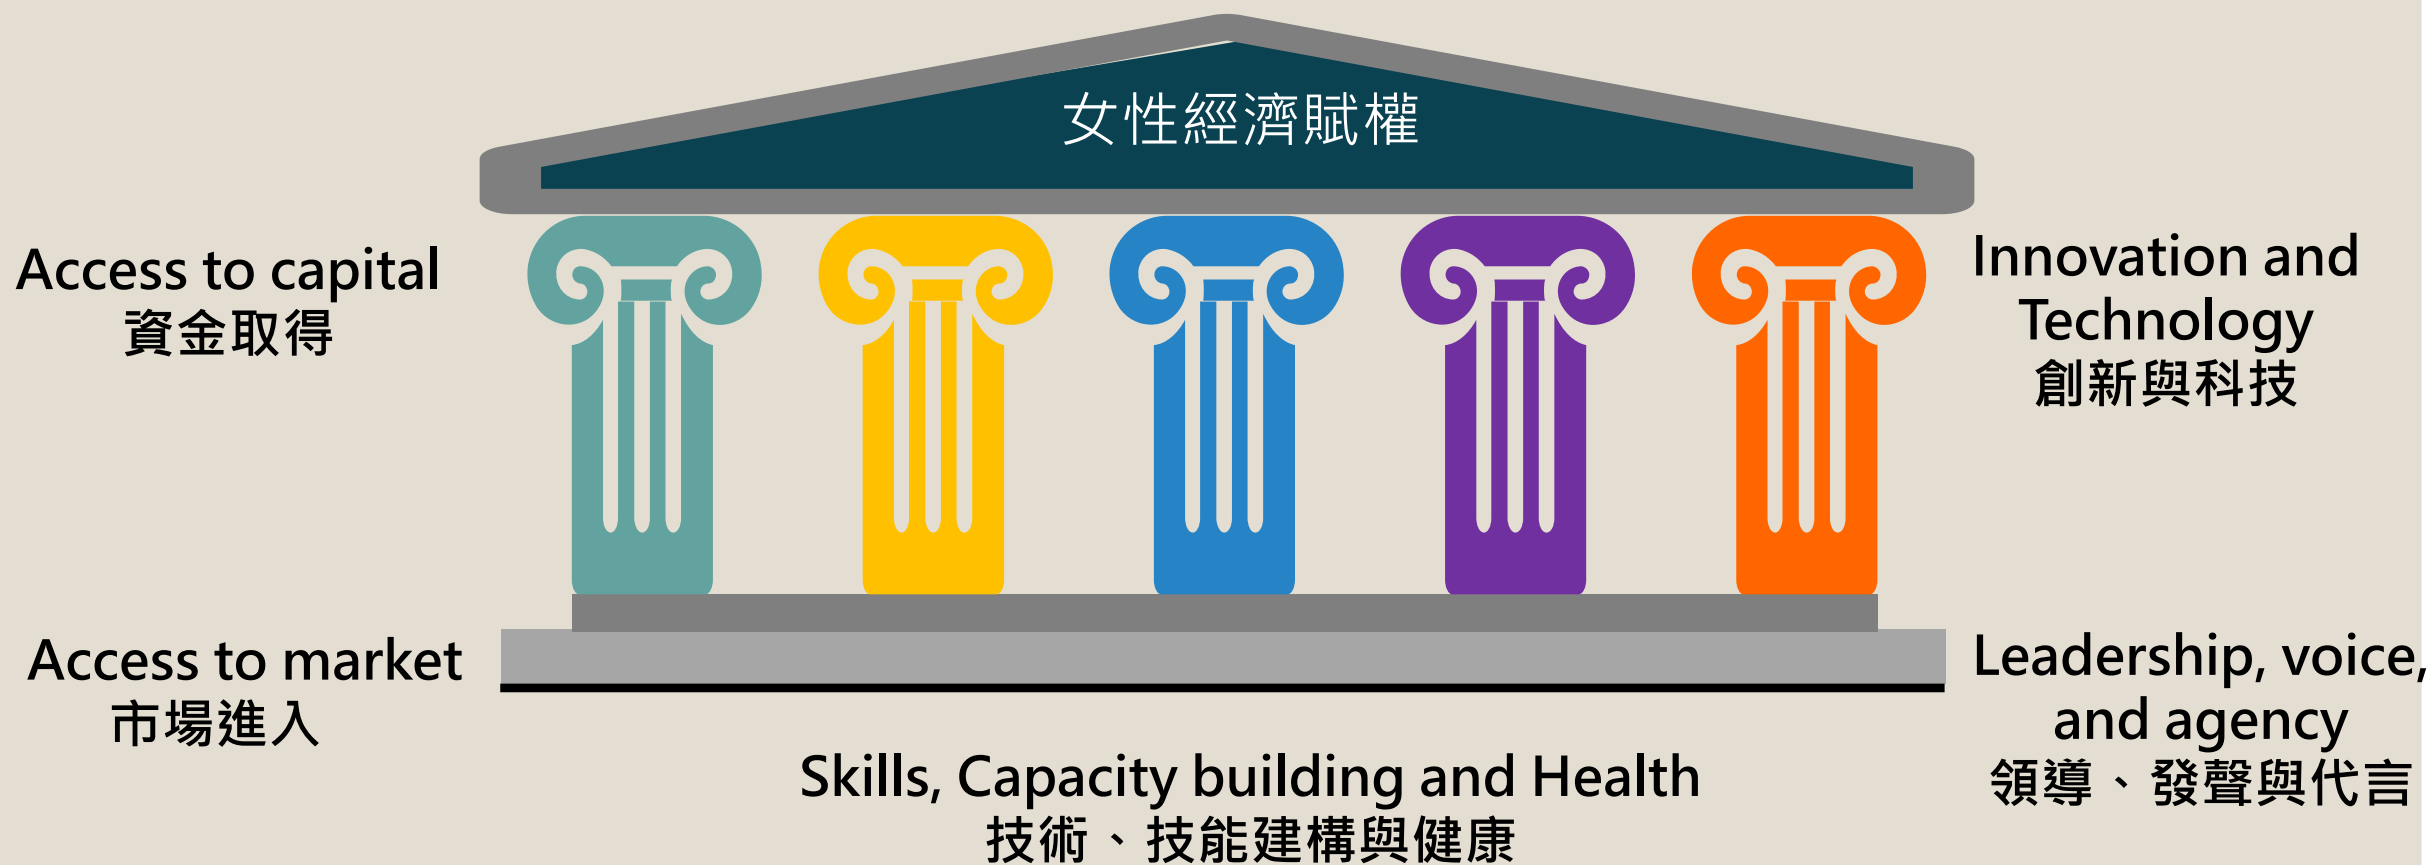 女性經濟賦權
Access to capital
資金取得
Innovation and
Technology
創新與科技
Access to market
市場進入
Leadership, voice,
and agency
領導、發聲與代言
Skills, Capacity building and Health
技術、技能建構與健康